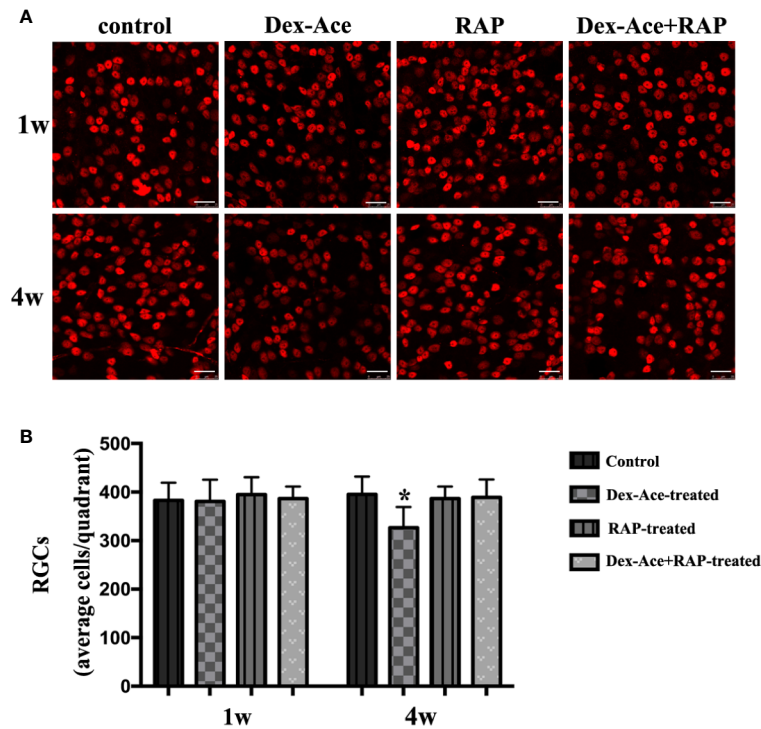 A
control Dex-Ace RAP Dex-Ace+RAP
1w
4w
B
RGCs
(average cells/quadrant)
500
400
300
200
100
0
*
1w 4w
Control
Dex-Ace-treated
RAP-treated
Dex-Ace+RAP-treated